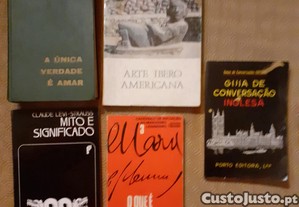 A ÚNICA
VERDADE
É AMAR
ARTE IBERO
AMERICANA
GUIA DE
CONVERSAÇÃO
INGLESA
PORTO EDITORA, LDA
CLAUDE LÉVI-STRAUSS
MITO E
SIGNIFICADO
3
O QUE É
CustoJusto.pt